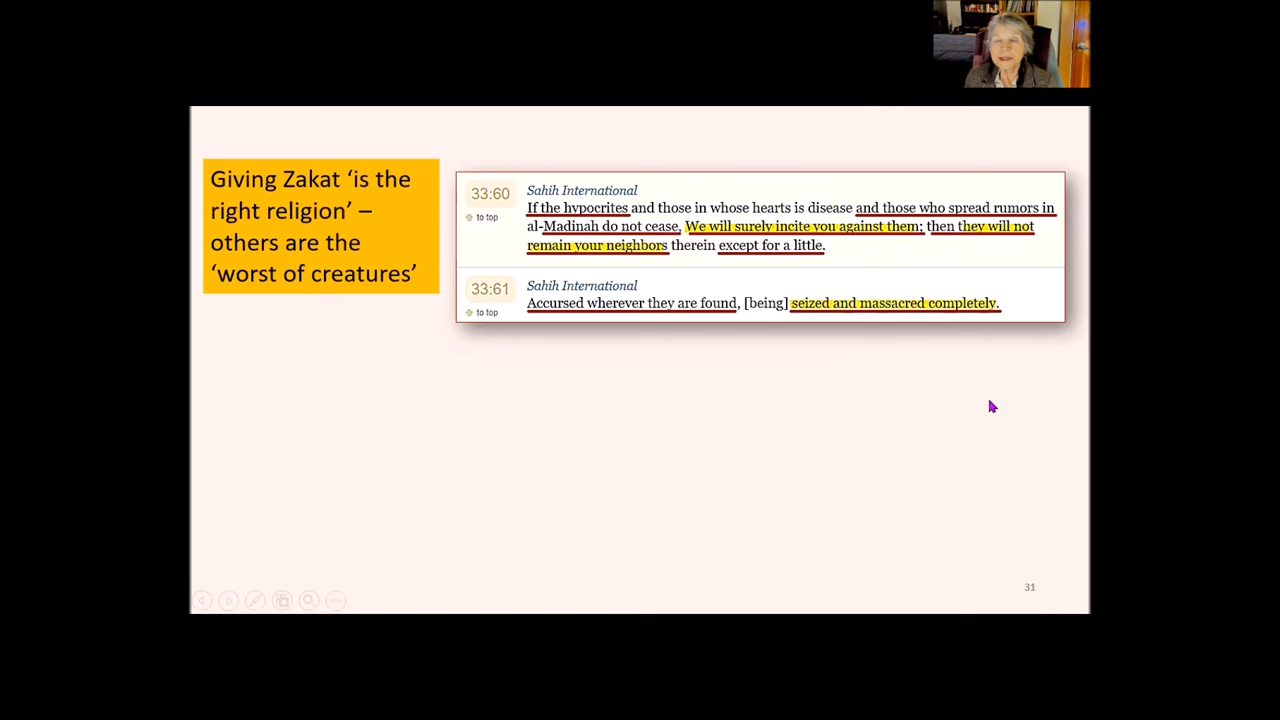 Giving Zakat ‘is the
right religion’ –
others are the
‘worst of creatures’
33:60
to top
Sahih International
If the hypocrites and those in whose hearts is disease and those who spread rumors in
al-Madinah do not cease, We will surely incite you against them; then they will not
remain your neighbors therein except for a little.
33:61
to top
Sahih International
Accursed wherever they are found, [being] seized and massacred completely.
31